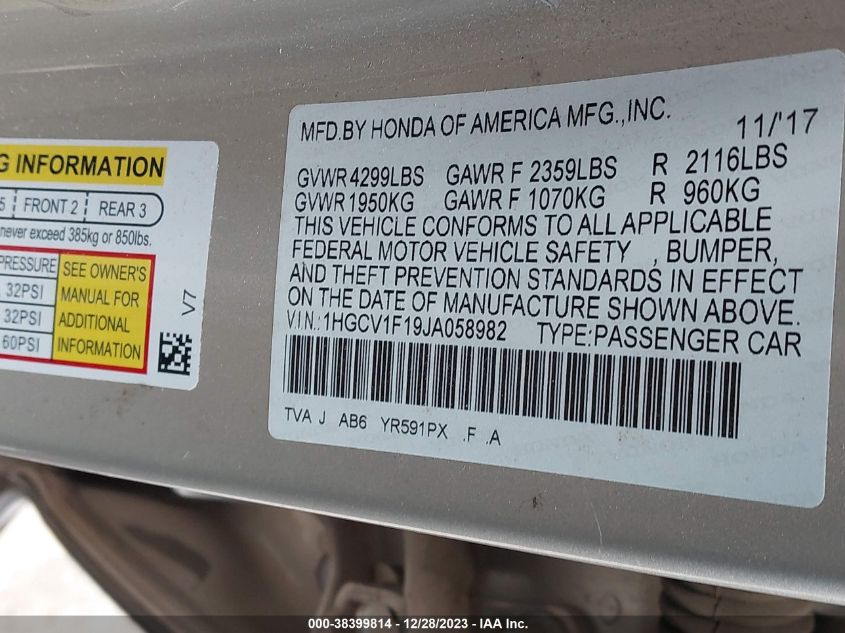 G INFORMATION
5 FRONT 2 REAR 3
never exceed 385kg or 850lbs.
PRESSURE SEE OWNER'S
32PSI MANUAL FOR
32PSI ADDITIONAL
60PSI INFORMATION
V7
MFD.BY HONDA OF AMERICA MFG.,INC. 11/'17
GVWR 4299LBS GAWR F 2359LBS R 2116LBS
GVWR 1950KG GAWR F 1070KG R 960KG
THIS VEHICLE CONFORMS TO ALL APPLICABLE
FEDERAL MOTOR VEHICLE SAFETY , BUMPER,
AND THEFT PREVENTION STANDARDS IN EFFECT
ON THE DATE OF MANUFACTURE SHOWN ABOVE.
VIN:1HGCV1F19JA058982 TYPE:PASSENGER CAR
TVA J AB6 YR591PX .F .A
000-38399814 - 12/28/2023 - IAA Inc.